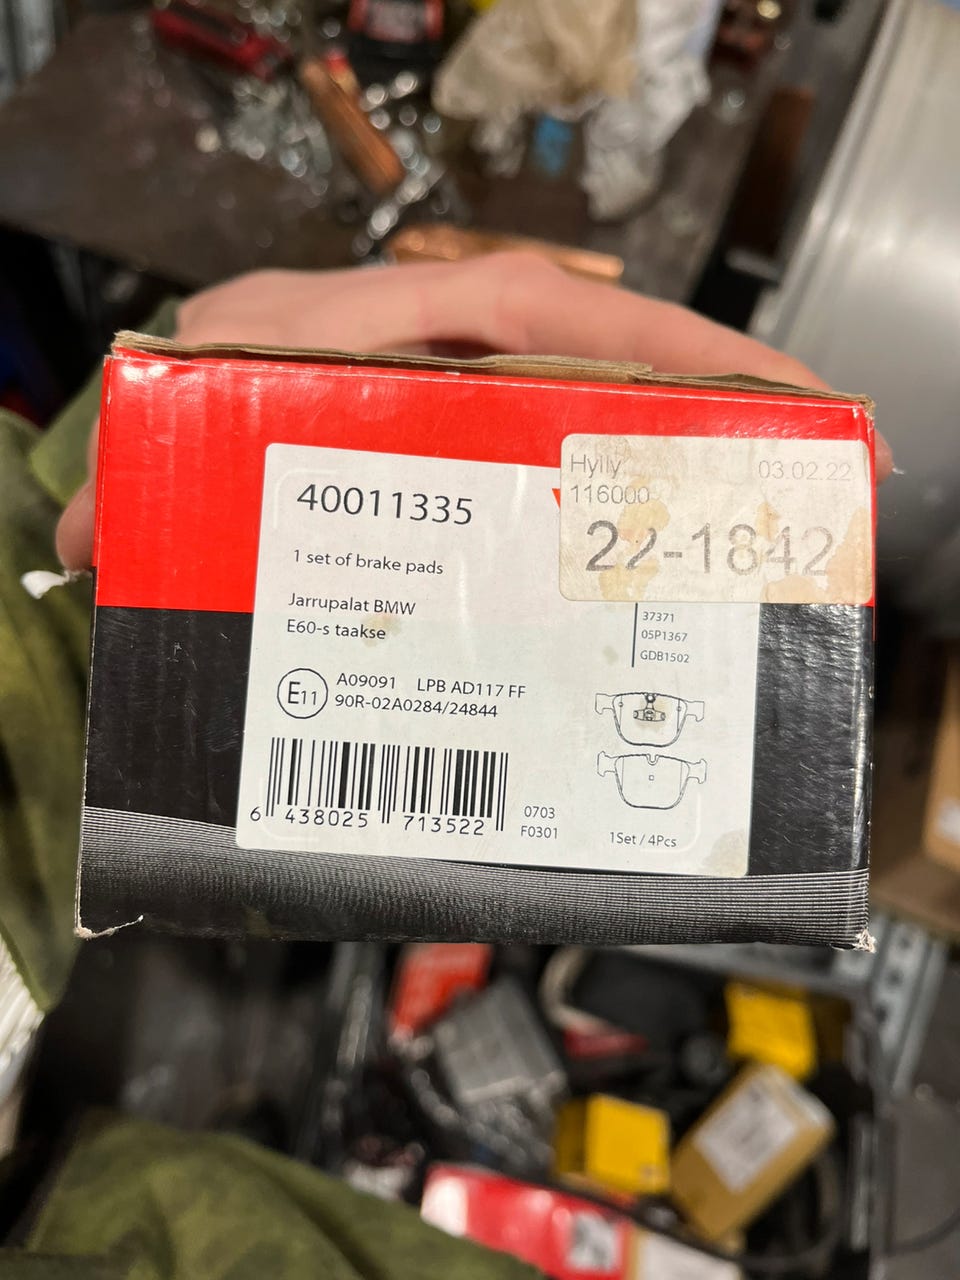 Hylly 03.02.22
116000
22-1842
40011335
1 set of brake pads
Jarrupalat BMW
E60-s taakse
37371
05P1367
GDB1502
E11
A09091 LPB AD117 FF
90R-02A0284/24844
6 438025 713522
0703
F0301
1Set / 4Pcs